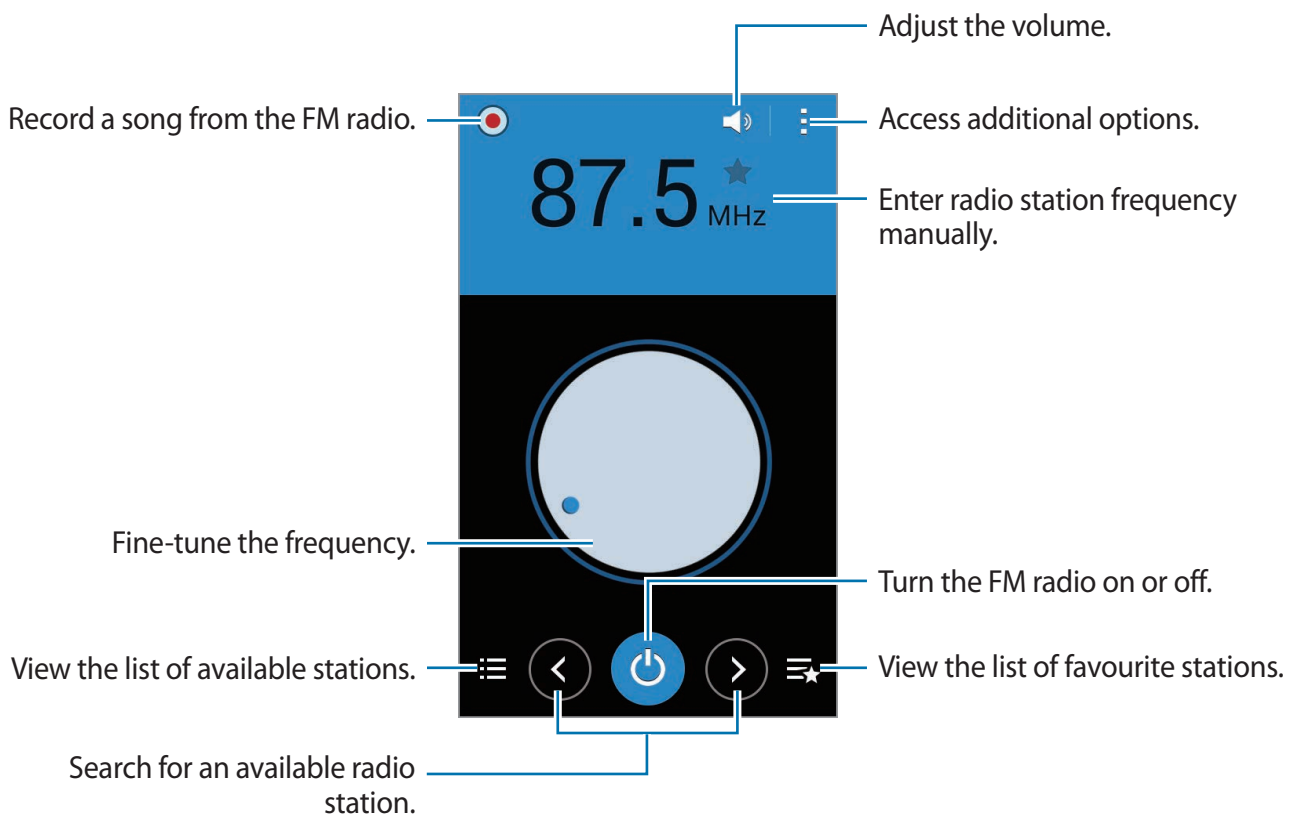 Adjust the volume.
Record a song from the FM radio.
Access additional options.
87.5 MHz
Enter radio station frequency
manually.
Fine-tune the frequency.
Turn the FM radio on or off.
View the list of available stations.
View the list of favourite stations.
Search for an available radio
station.